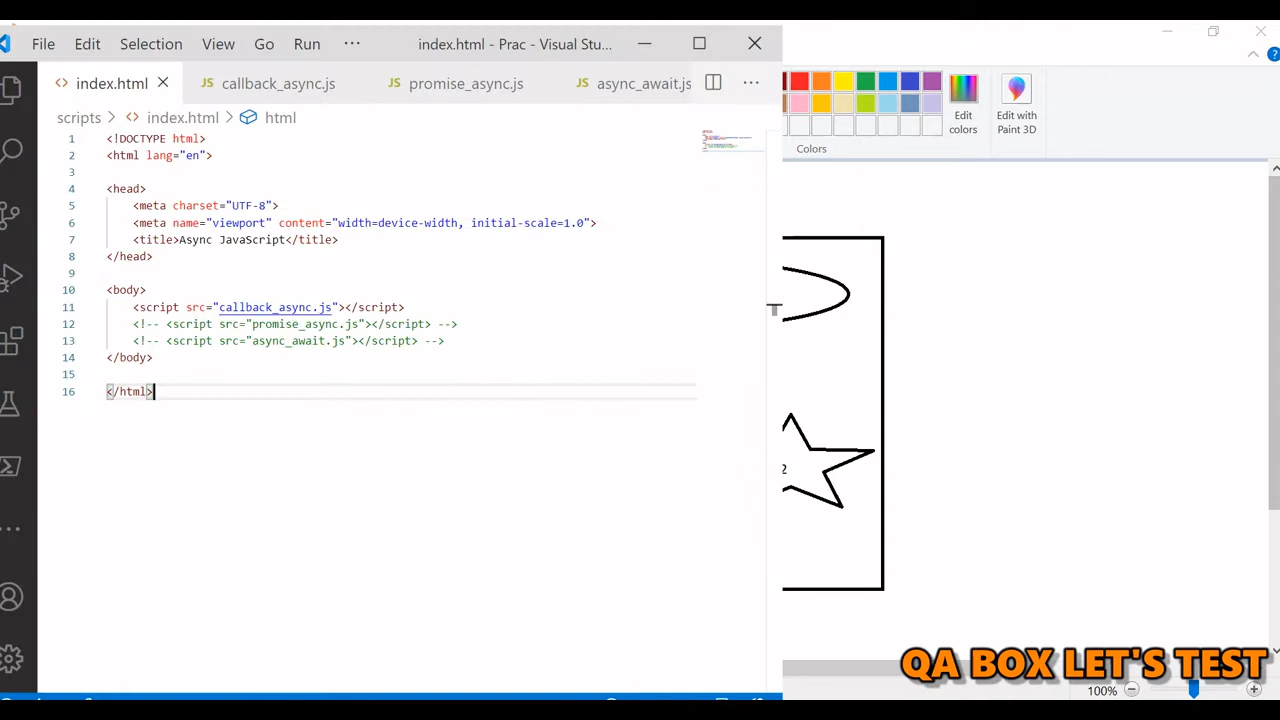 File Edit Selection View Go Run ··· index.html - Prac - Visual Stu...
index.html callback_async.js promise_async.js async_await.js ···
scripts > index.html > html
1 <!DOCTYPE html>
2 <html lang="en">
3
4 <head>
5 <meta charset="UTF-8">
6 <meta name="viewport" content="width=device-width, initial-scale=1.0">
7 <title>Async JavaScript</title>
8 </head>
9
10 <body>
11 <script src="callback_async.js"></script>
12 <!-- <script src="promise_async.js"></script> -->
13 <!-- <script src="async_await.js"></script> -->
14 </body>
15
16 </html>
Edit colors
Edit with Paint 3D
Colors
2
QA BOX LET'S TEST
100%